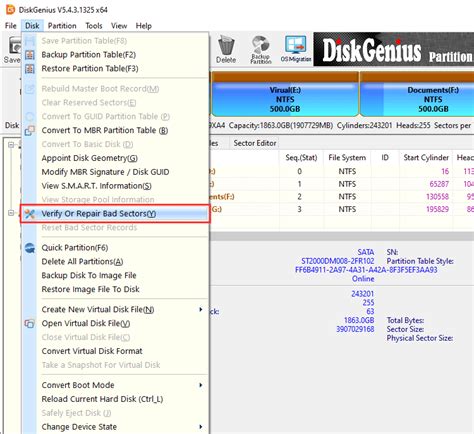 DiskGenius V5.4.3.1325 x64
File Disk Partition Tools View Help
Save Partition Table(F8)
Backup Partition Table(F2)
Restore Partition Table(F3)
Rebuild Master Boot Record(M)
Clear Reserved Sectors(E)
Convert To GUID Partition Table
Convert To MBR Partition Table (B)
Convert To Basic Disk (D)
Appoint Disk Geometry(G)
Modify MBR Signature / Disk GUID
View S.M.A.R.T. Information(S)
View Storage Pool Information
Verify Or Repair Bad Sectors(Y)
Reset Bad Sector Records
Quick Partition(F6)
Delete All Partitions(A)
Backup Disk To Image File
Restore Image File To Disk
Create New Virtual Disk File(N)
Open Virtual Disk File(V)
Close Virtual Disk File(C)
Convert Virtual Disk Format
Take a Snapshot For Virtual Disk
Convert Boot Mode
Reload Current Hard Disk (Ctrl_L)
Safely Eject Disk(J)
Change Device State
Delete
Backup Partition
OS Migration
DiskGenius
Partition
Virual(E:)
NTFS
500.0GB
Documents(F:)
NTFS
500.0GB
9XA4 Capacity:1863.0GB(1907729MB) Cylinders:243201 Heads:255 Sectors per
les Sector Editor
Seq.(Stat) File System ID Start Cylinder Head
0 NTFS 0 16
1 NTFS 65287 10
2 NTFS 130558 15
3 NTFS 195829 86
SATA SN:
ST2000DM008-2FR102 Partition Table Style:
FF6B4911-2A97-4A31-A42A-8F3F5EF3AA93
Online
243201
255
63
1863.0GB Total Bytes:
3907029168 Sector Size:
Physical Sector Size: